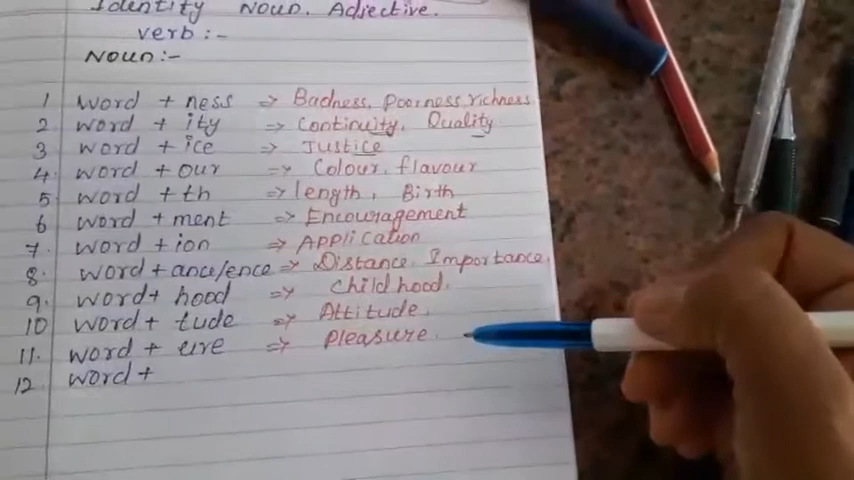 Identity Noun. Adjective.
verb :-
Noun :-
1 word + ness => Badness, Poorness, richness
2 word + ity => Continuity, Quality
3 word + ice => Justice
4. word + our => Colour, flavour
5 word + th => length, Birth
6 word + ment => Encouragement
7. word + ion => Application
8. word + ance/ence => Distance, Importance.
9. word + hood => Childhood.
10 word + tude => Attitude.
11. word + ure => Pleasure.
12 word +